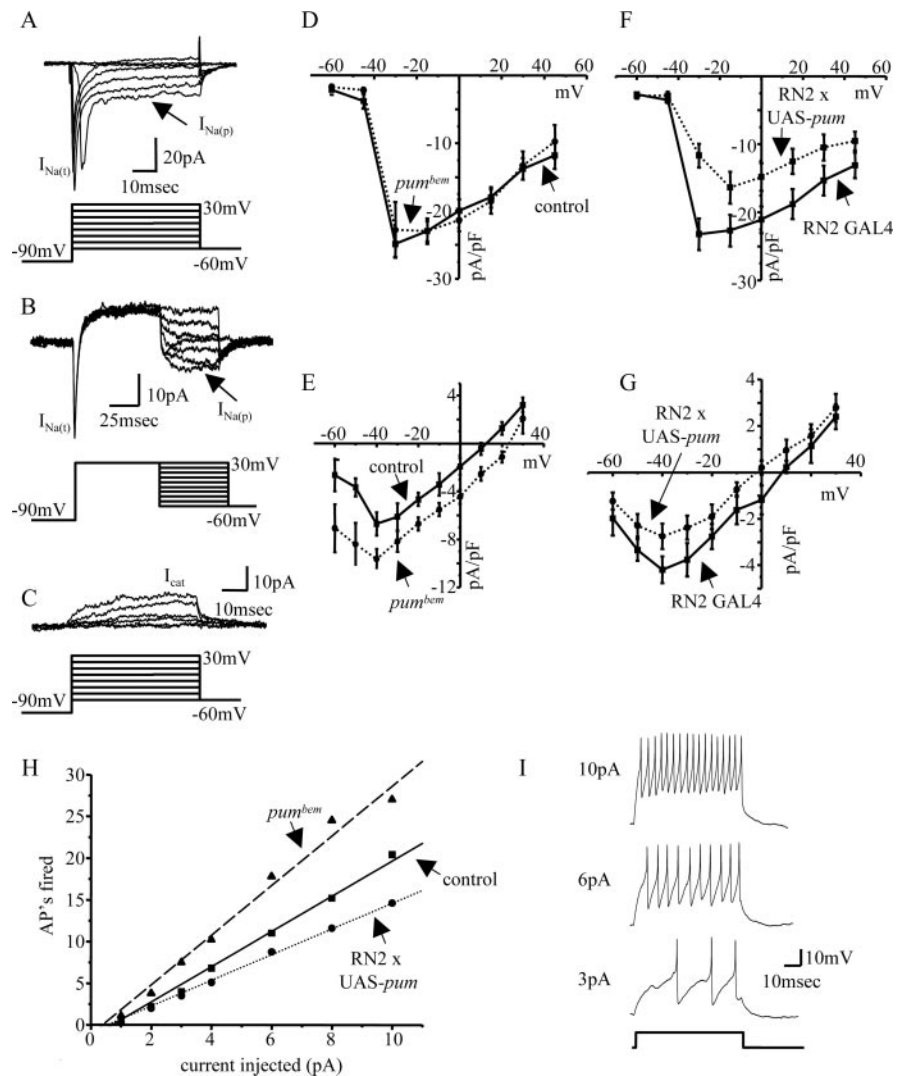 A
I_Na(p)
I_Na(t)
20pA
10msec
30mV
-90mV
-60mV
B
10pA
25msec
I_Na(p)
I_Na(t)
30mV
-90mV
-60mV
C
I_cat
10pA
10msec
30mV
-90mV
-60mV
D
-60 -40 -20 20 40 60
mV
-10
-20
-30
pA/pF
pum^bem
control
E
4
-60 -40 -20 40
mV
-4
-8
-12
pA/pF
control
pum^bem
F
-60 -40 -20 20 40 60
mV
RN2 x
UAS-pum
-10
-20
-30
pA/pF
RN2 GAL4
G
4
2
-60 -40 -20 20 40
mV
-2
-4
pA/pF
RN2 x
UAS-pum
RN2 GAL4
H
30
25
20
15
10
5
0
AP's fired
0 2 4 6 8 10
current injected (pA)
pum^bem
control
RN2 x
UAS-pum
I
10pA
6pA
3pA
10mV
10msec